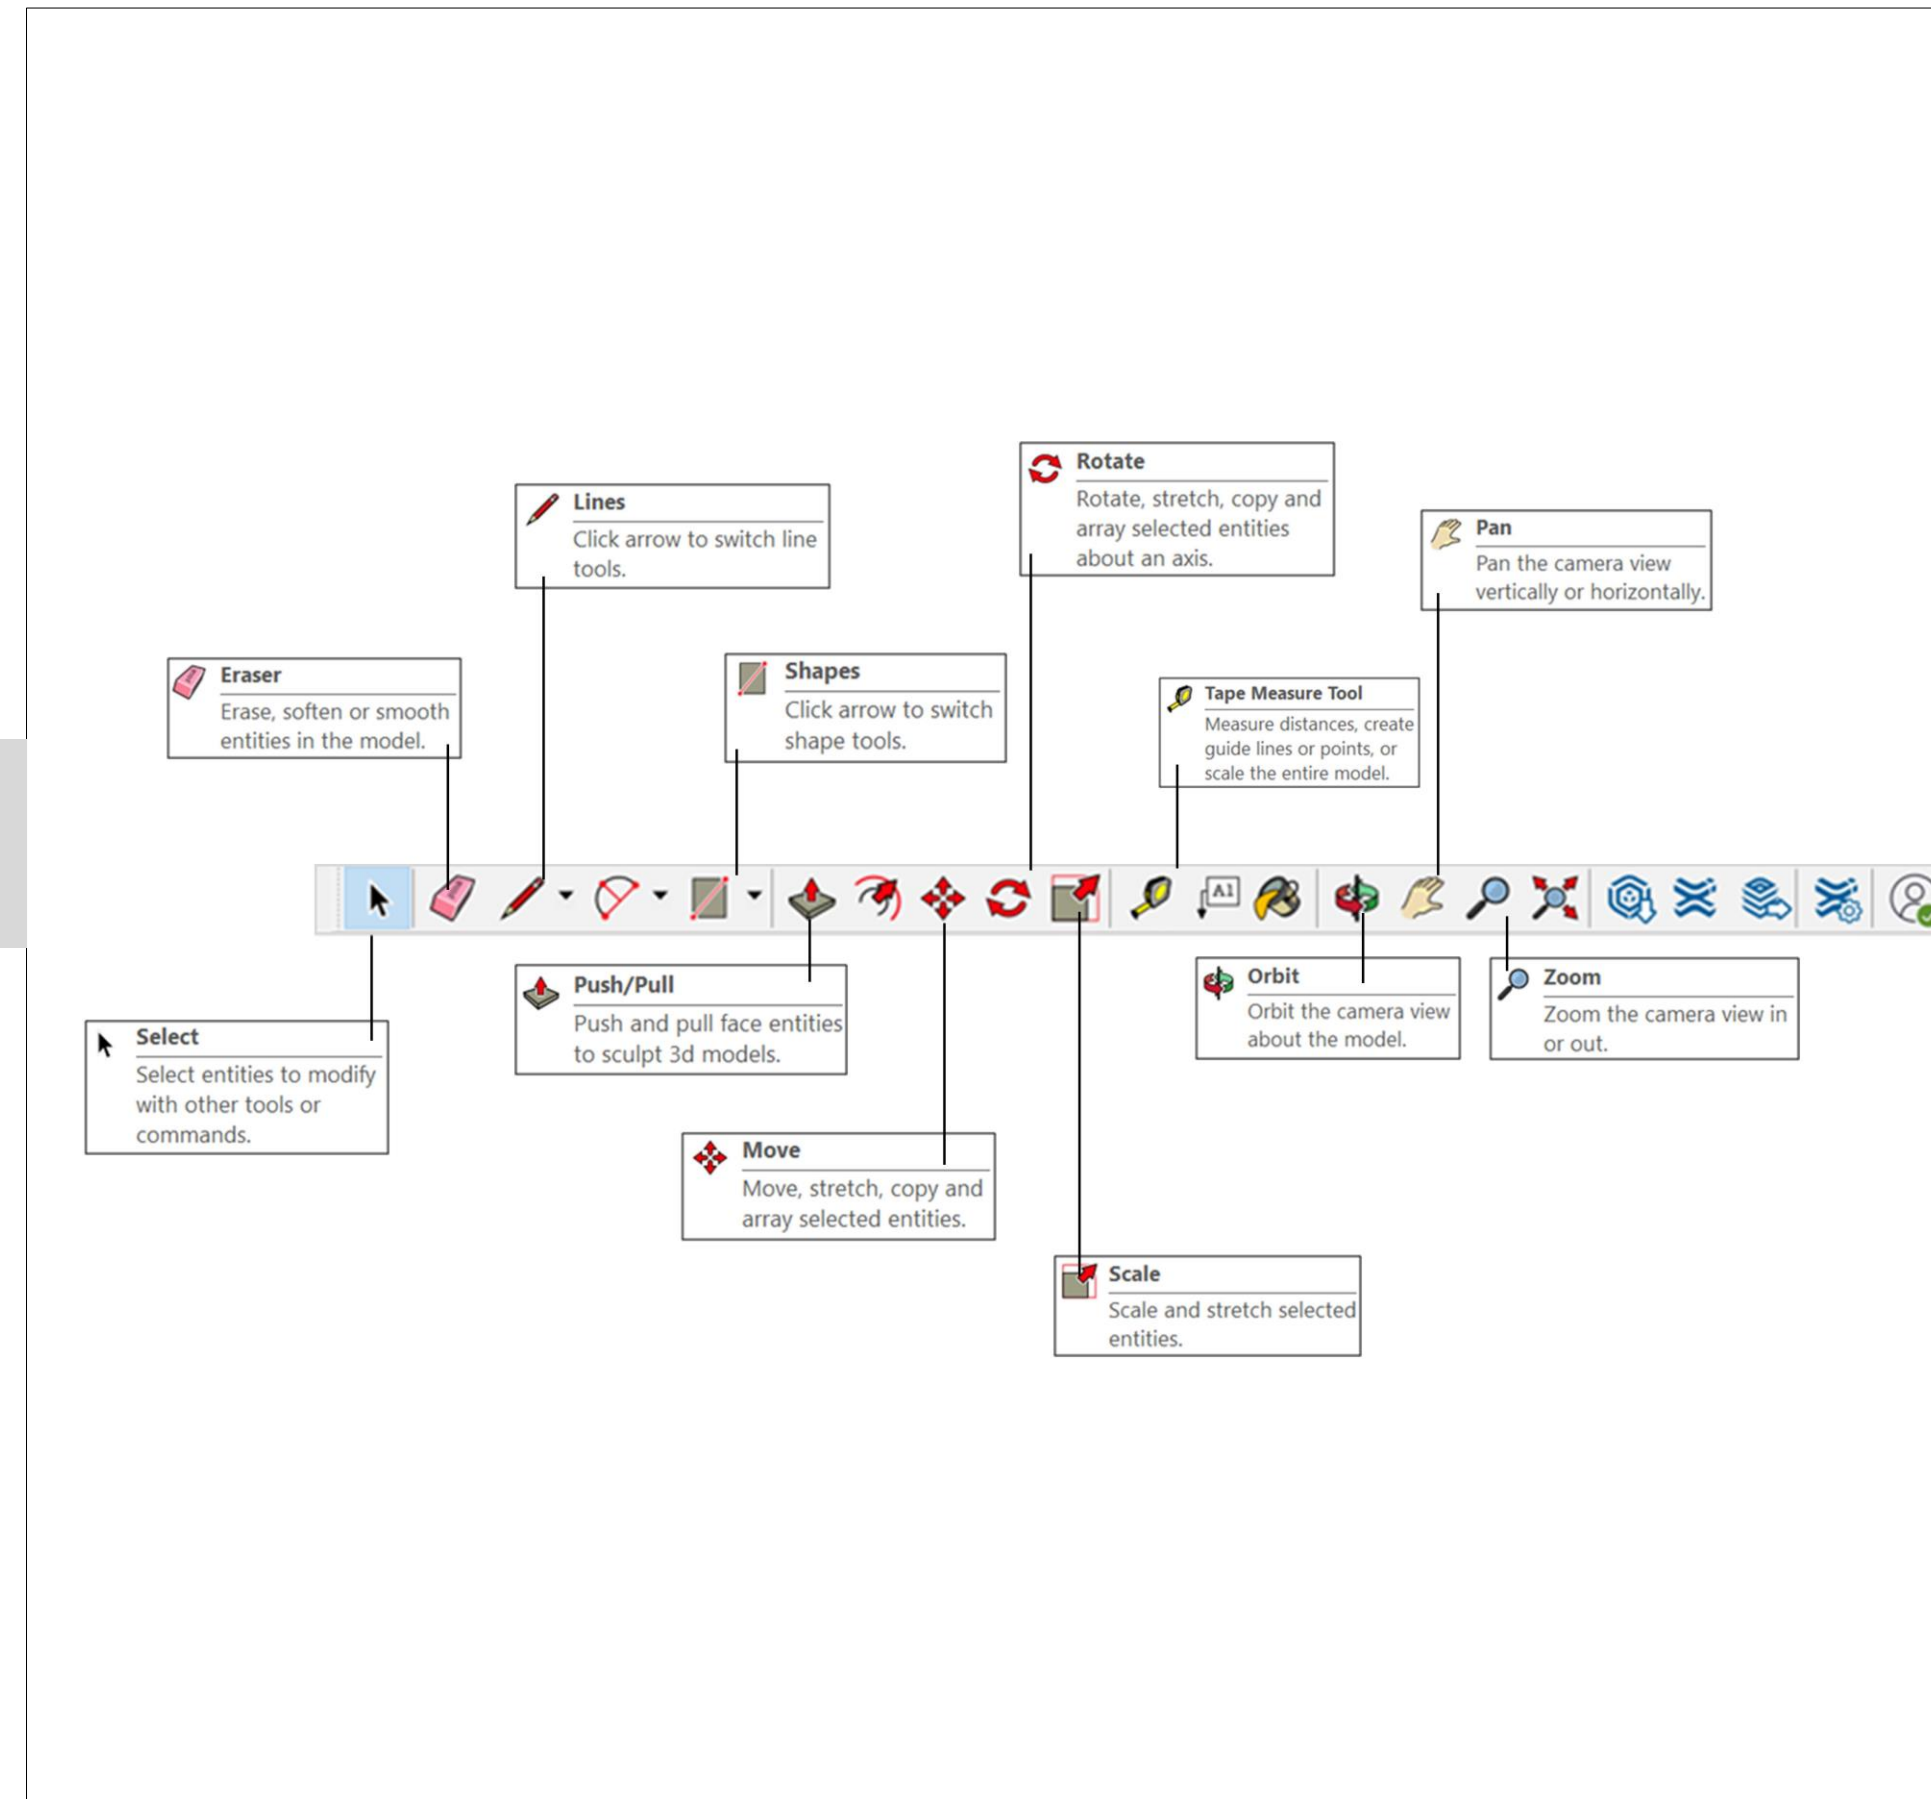 Rotate
Rotate, stretch, copy and
array selected entities
about an axis.
Lines
Click arrow to switch line
tools.
Pan
Pan the camera view
vertically or horizontally.
Eraser
Erase, soften or smooth
entities in the model.
Shapes
Click arrow to switch
shape tools.
Tape Measure Tool
Measure distances, create
guide lines or points, or
scale the entire model.
A1
Push/Pull
Push and pull face entities
to sculpt 3d models.
Orbit
Orbit the camera view
about the model.
Zoom
Zoom the camera view in
or out.
Select
Select entities to modify
with other tools or
commands.
Move
Move, stretch, copy and
array selected entities.
Scale
Scale and stretch selected
entities.